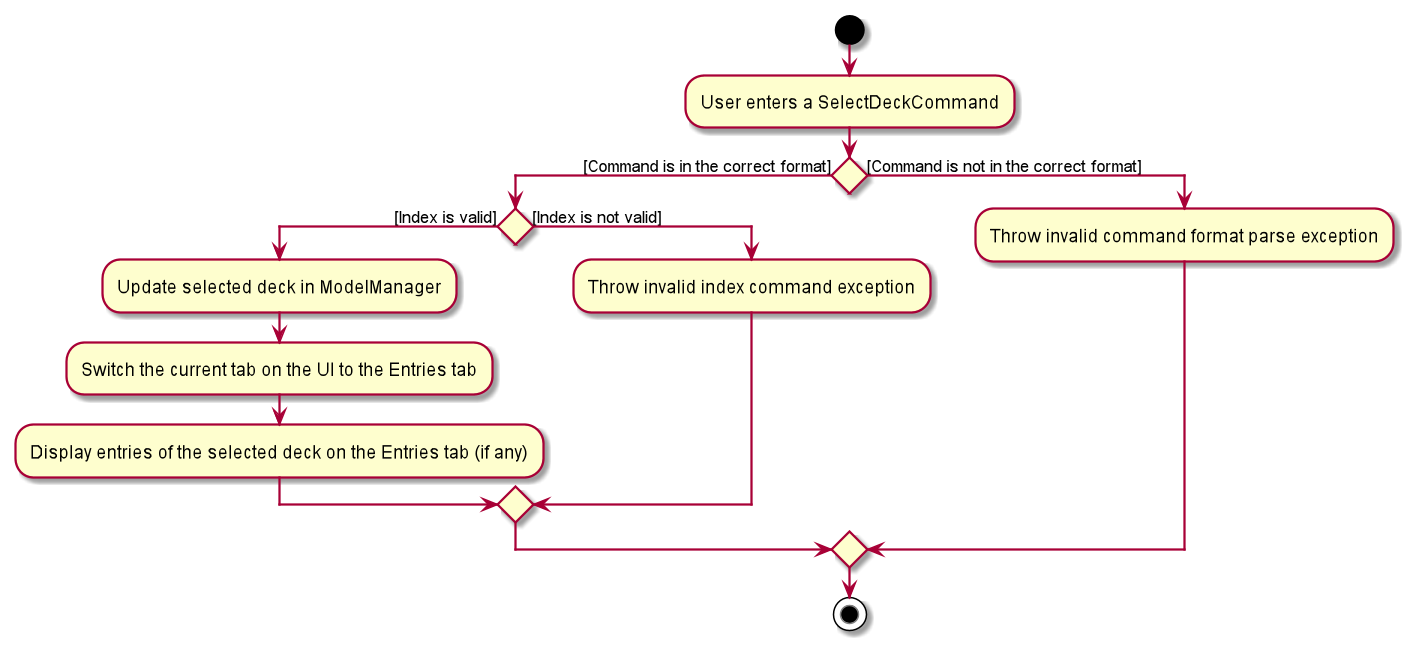 User enters a SelectDeckCommand
[Command is in the correct format]
[Command is not in the correct format]
[Index is valid]
[Index is not valid]
Throw invalid command format parse exception
Update selected deck in ModelManager
Throw invalid index command exception
Switch the current tab on the UI to the Entries tab
Display entries of the selected deck on the Entries tab (if any)